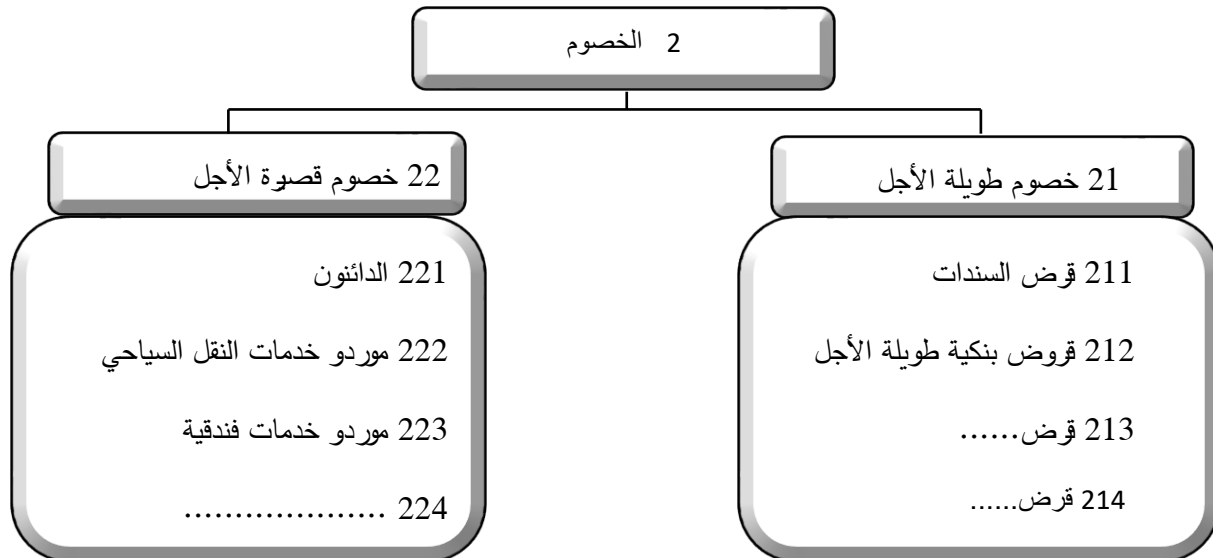 2 الخصوم
21 خصوم طويلة الأجل
211 قرض السندات
212 قروض بنكية طويلة الأجل
213 قرض......
214 قرض......
22 خصوم قصيرة الأجل
221 الدائنون
222 موردو خدمات النقل السياحي
223 موردو خدمات فندقية
224 ....................